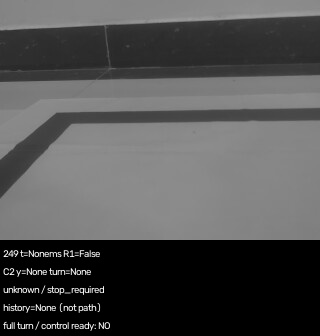 249 t=Nonems R1=False
C2 y=None turn=None
unknown / stop_required
history=None (not path)
full turn / control ready: NO